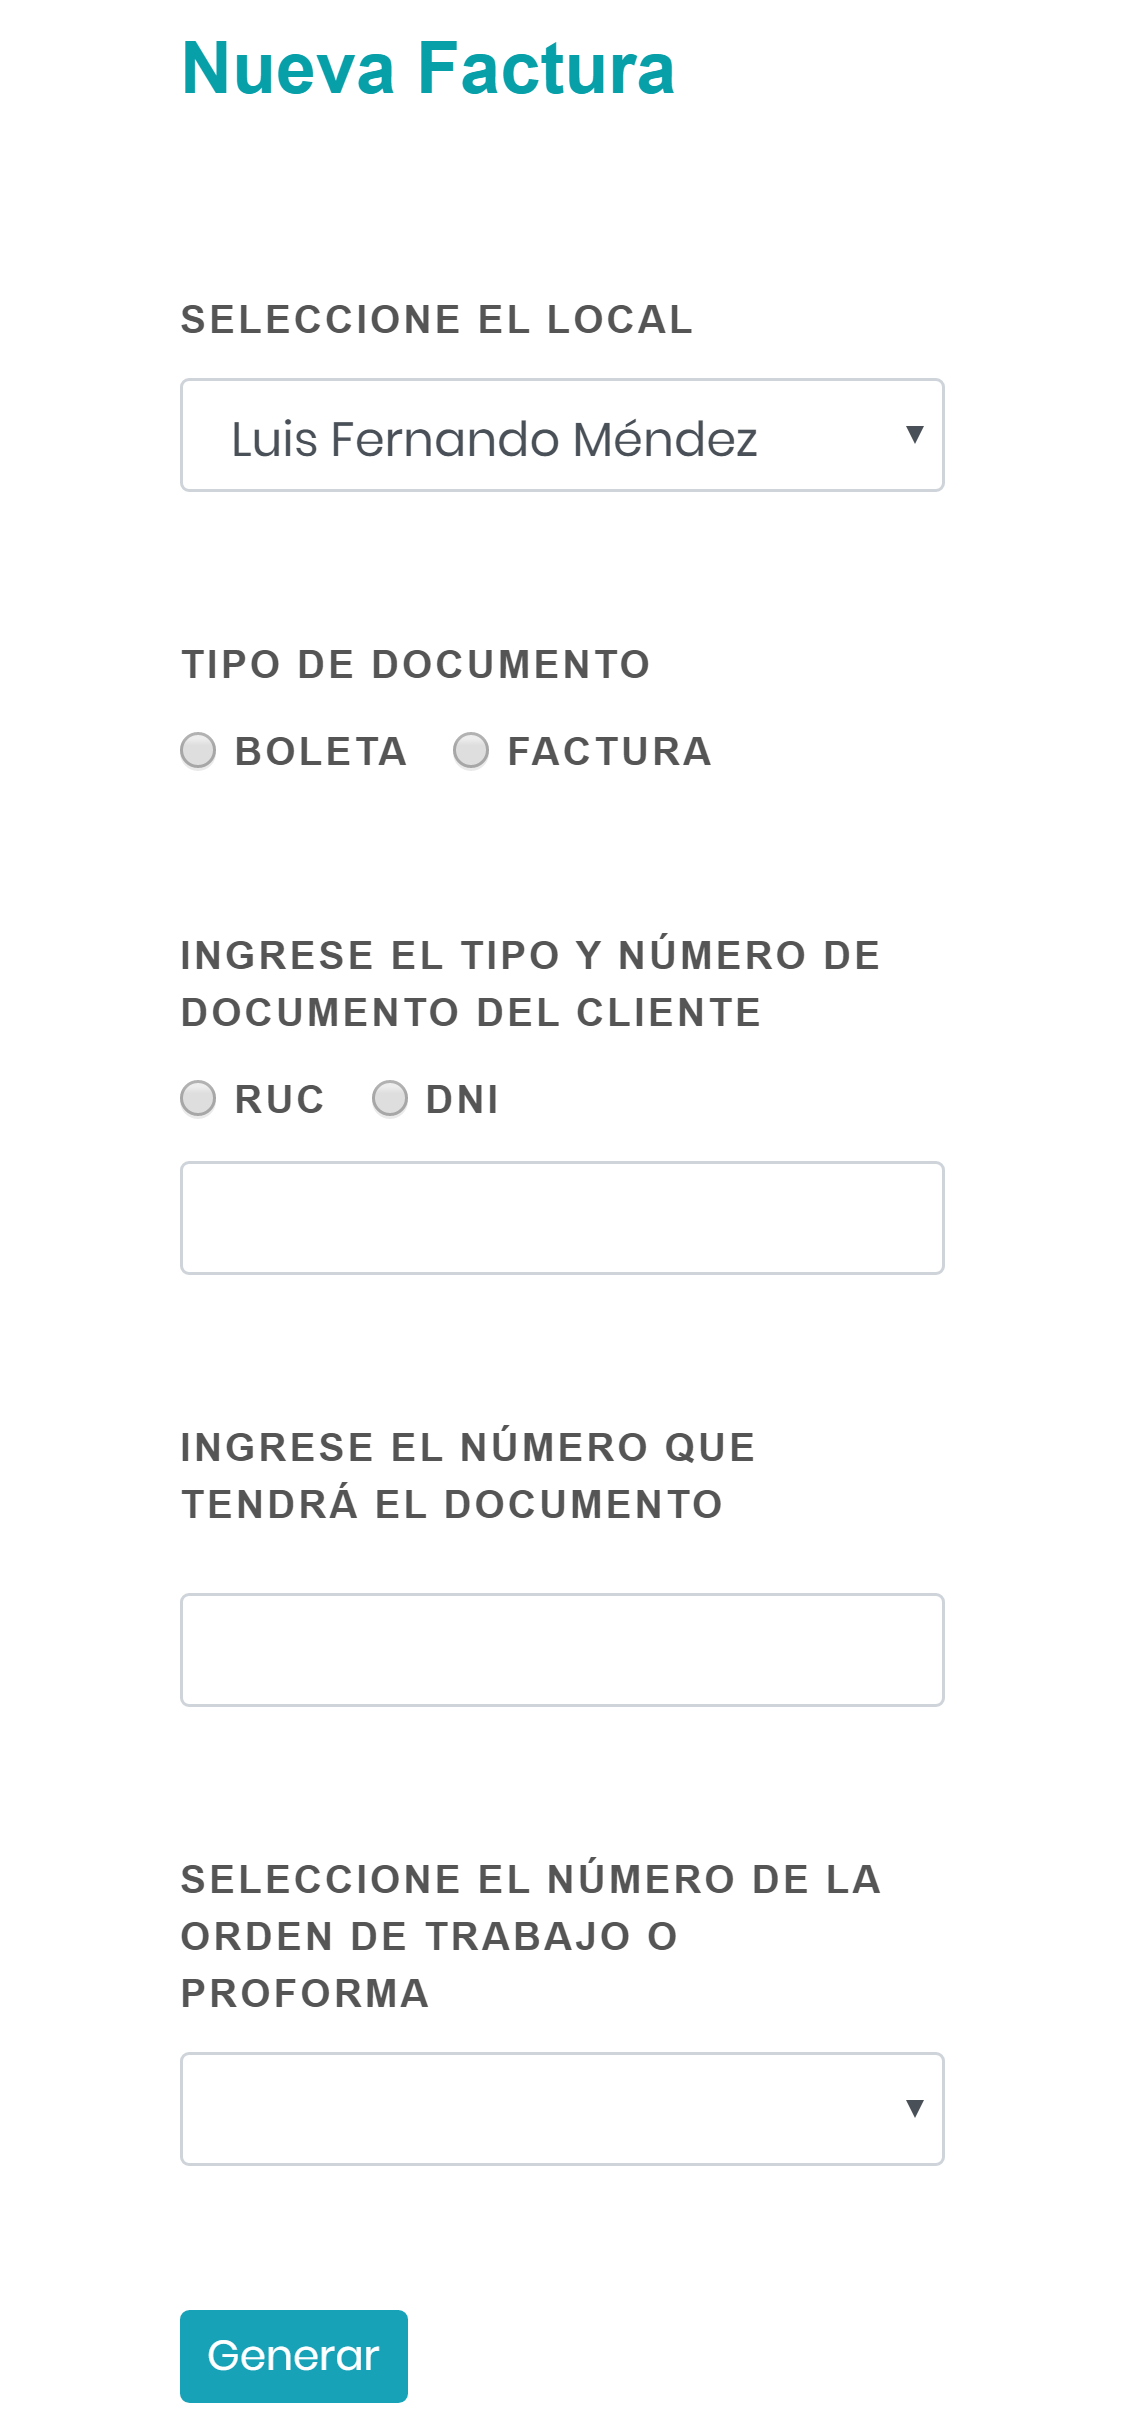 Nueva Factura
SELECCIONE EL LOCAL
Luis Fernando Méndez
TIPO DE DOCUMENTO
BOLETA FACTURA
INGRESE EL TIPO Y NÚMERO DE
DOCUMENTO DEL CLIENTE
RUC DNI
INGRESE EL NÚMERO QUE
TENDRÁ EL DOCUMENTO
SELECCIONE EL NÚMERO DE LA
ORDEN DE TRABAJO O
PROFORMA
Generar